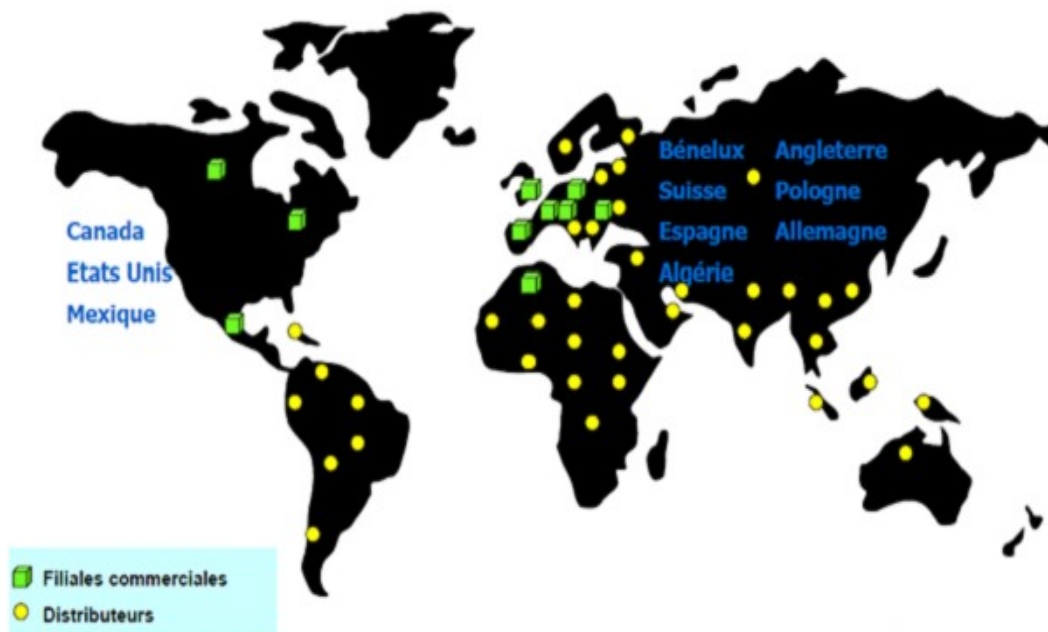 Canada
Etats Unis
Mexique
Bénelux Angleterre
Suisse Pologne
Espagne Allemagne
Algérie
Filiales commerciales
Distributeurs